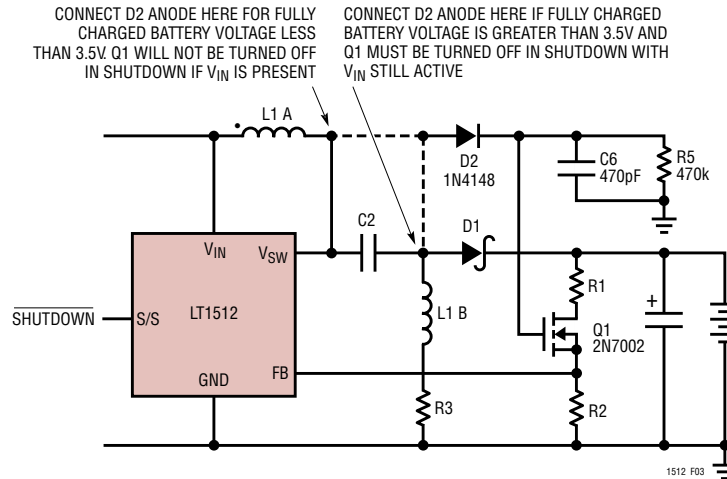 CONNECT D2 ANODE HERE FOR FULLY
CHARGED BATTERY VOLTAGE LESS
THAN 3.5V. Q1 WILL NOT BE TURNED OFF
IN SHUTDOWN IF VIN IS PRESENT
CONNECT D2 ANODE HERE IF FULLY CHARGED
BATTERY VOLTAGE IS GREATER THAN 3.5V AND
Q1 MUST BE TURNED OFF IN SHUTDOWN WITH
VIN STILL ACTIVE
L1 A
D2
1N4148
C6
470pF
R5
470k
C2
D1
VIN
VSW
SHUTDOWN
S/S
LT1512
L1 B
R1
+
Q1
2N7002
GND
FB
R3
R2
1512 F03